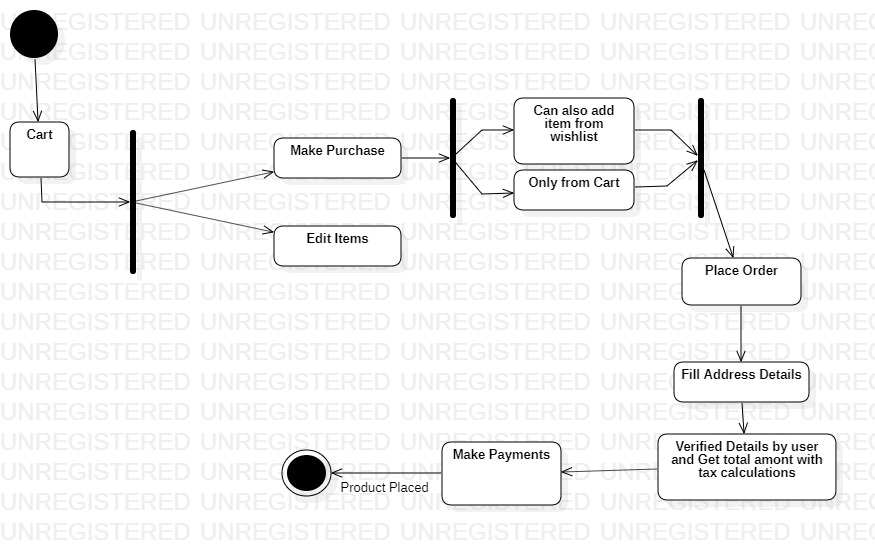 Cart
Make Purchase
Edit Items
Can also add
item from
wishlist
Only from Cart
Place Order
Fill Address Details
Verified Details by user
and Get total amont with
tax calculations
Make Payments
Product Placed
UNREGISTERED UNREGISTERED UNREGISTERED UNREGISTERED UNREG